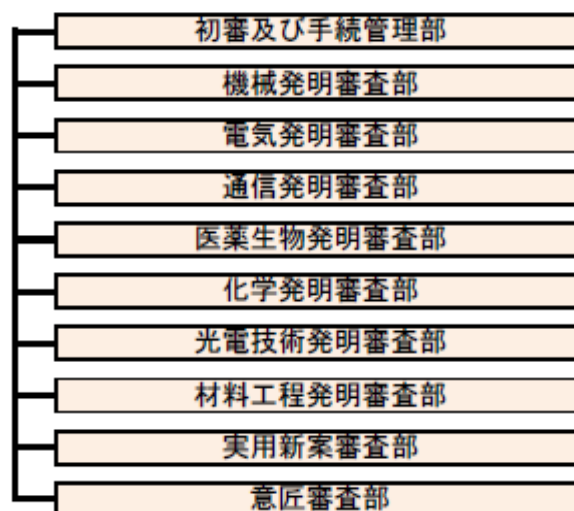 初審及び手続管理部
機械発明審査部
電気発明審査部
通信発明審査部
医薬生物発明審査部
化学発明審査部
光電技術発明審査部
材料工程発明審査部
実用新案審査部
意匠審査部